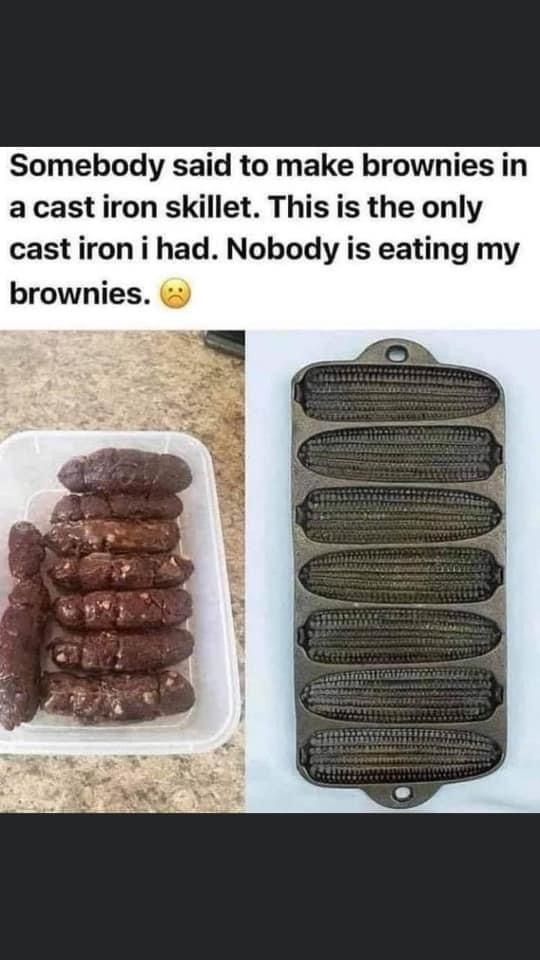 Somebody said to make brownies in
a cast iron skillet. This is the only
cast iron i had. Nobody is eating my
brownies. ☹️